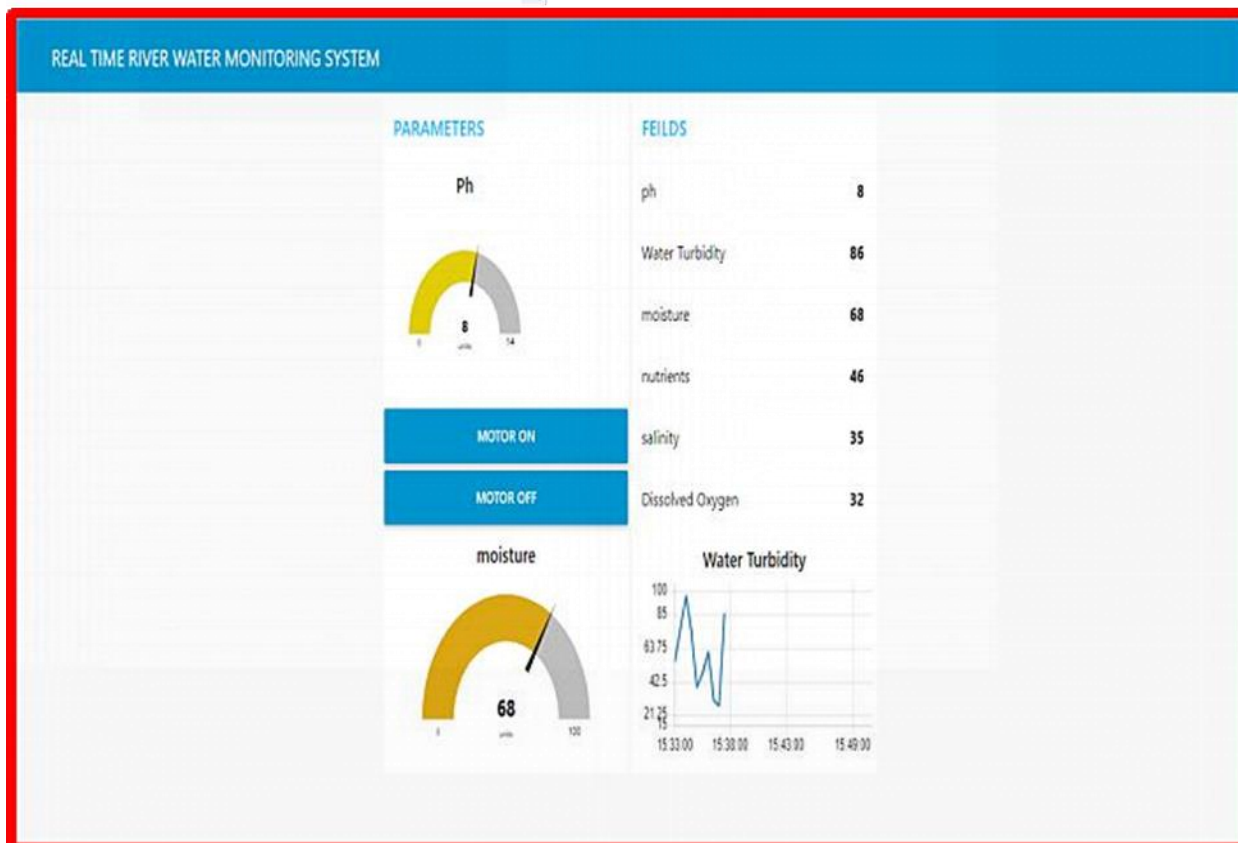 REAL TIME RIVER WATER MONITORING SYSTEM
PARAMETERS
Ph
8
units
0 14
MOTOR ON
MOTOR OFF
moisture
68
units
0 100
FEILDS
ph 8
Water Turbidity 86
moisture 68
nutrients 46
salinity 35
Dissolved Oxygen 32
Water Turbidity
100
85
63.75
42.5
21.25
15
15:33:00 15:38:00 15:43:00 15:49:00